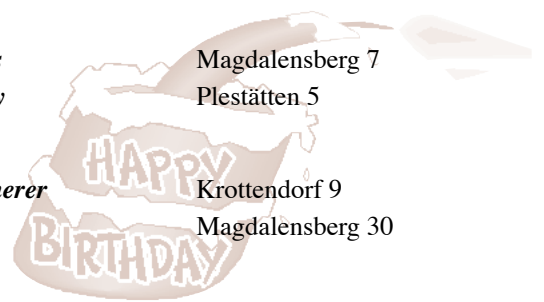 Magdalensberg 7
Plestätten 5
HAPPY
Krottendorf 9
Magdalensberg 30
BIRTHDAY